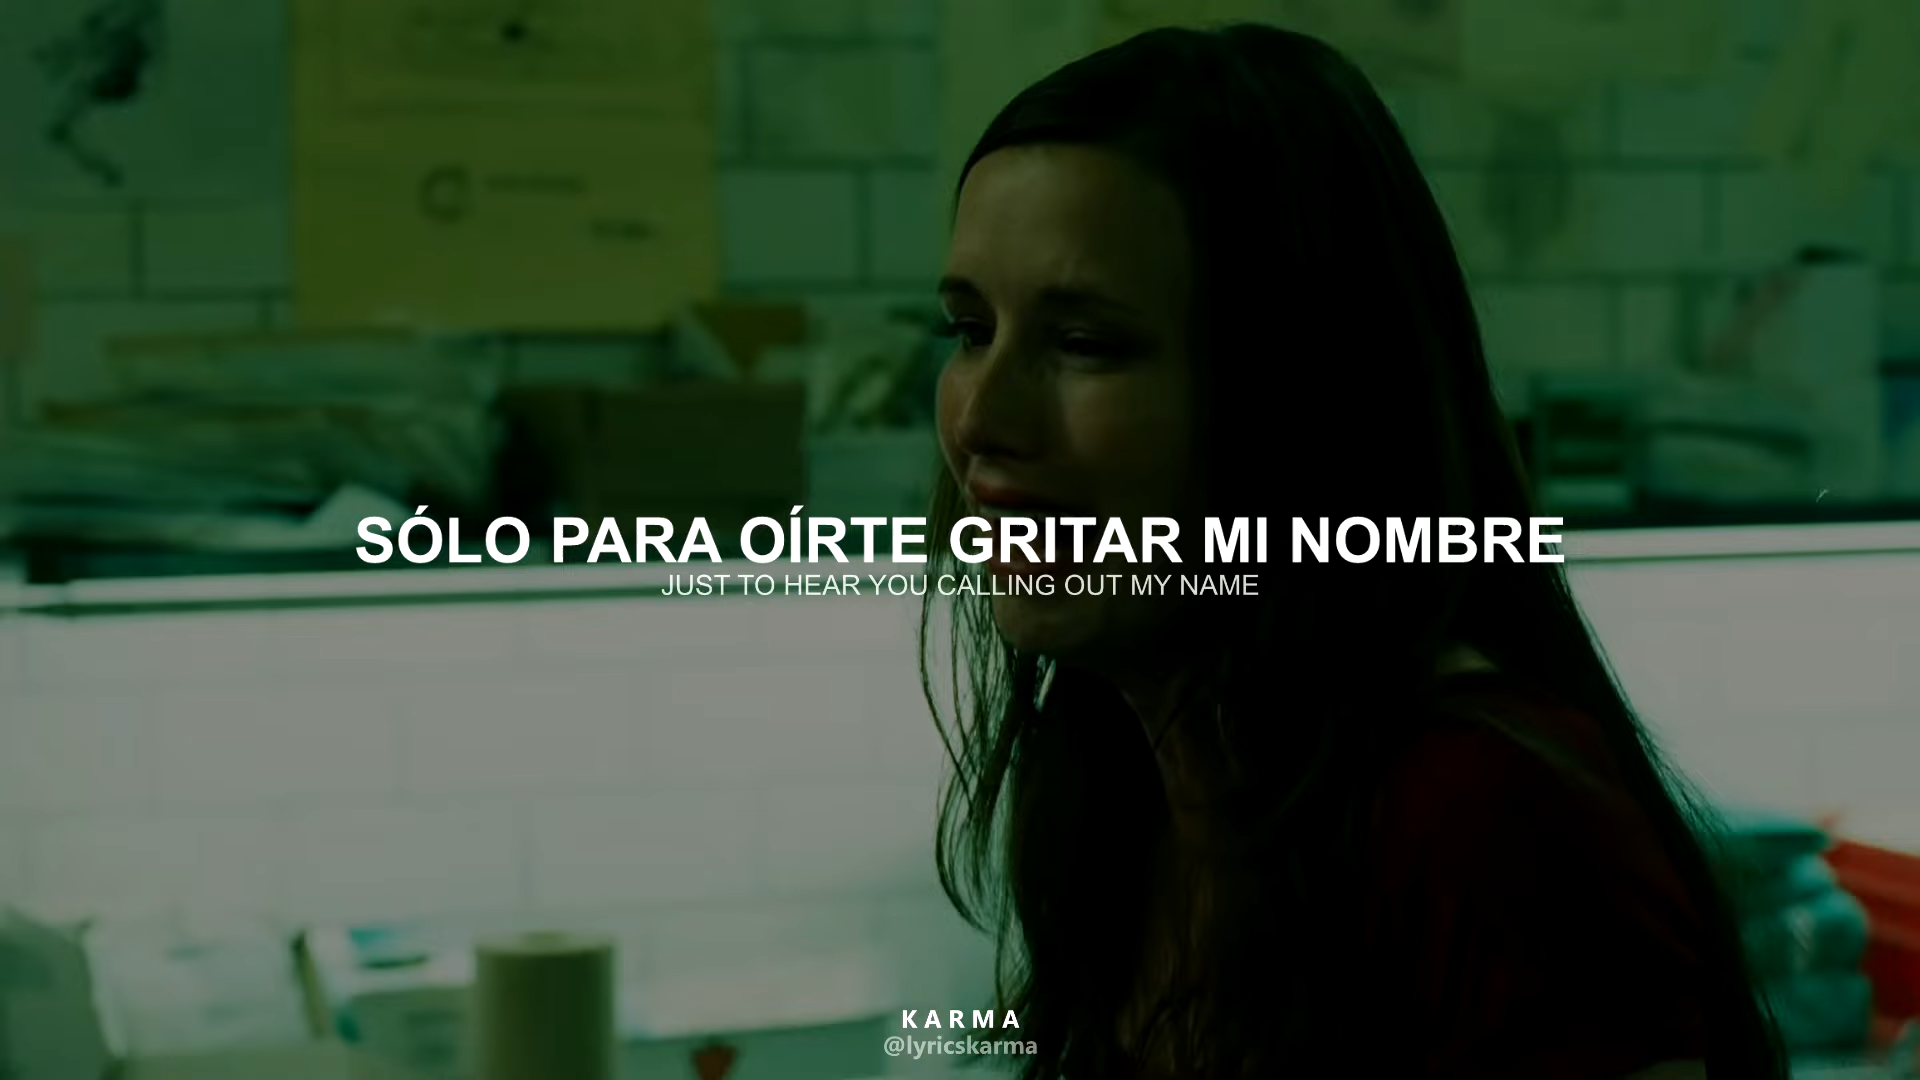 SÓLO PARA OÍRTE GRITAR MI NOMBRE
JUST TO HEAR YOU CALLING OUT MY NAME
KARMA
@lyricskarma